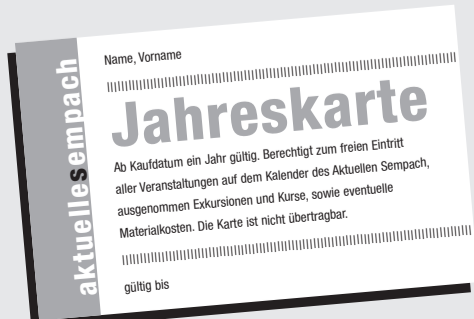 aktuellesempach
Name, Vorname
Jahreskarte
Ab Kaufdatum ein Jahr gültig. Berechtigt zum freien Eintritt
aller Veranstaltungen auf dem Kalender des Aktuellen Sempach,
ausgenommen Exkursionen und Kurse, sowie eventuelle
Materialkosten. Die Karte ist nicht übertragbar.
gültig bis